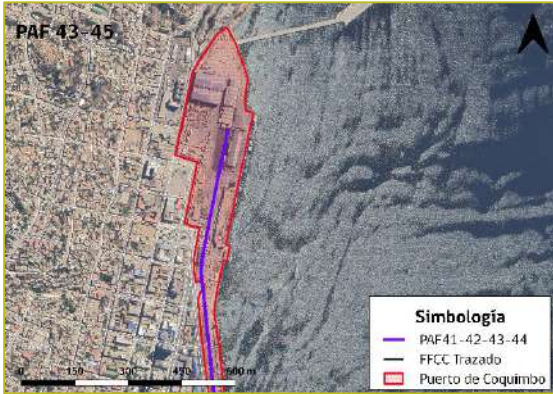 PAF 43-45
Simbología
PAF41-42-43-44
FFCC Trazado
Puerto de Coquimbo
0 150 300 450 600 m